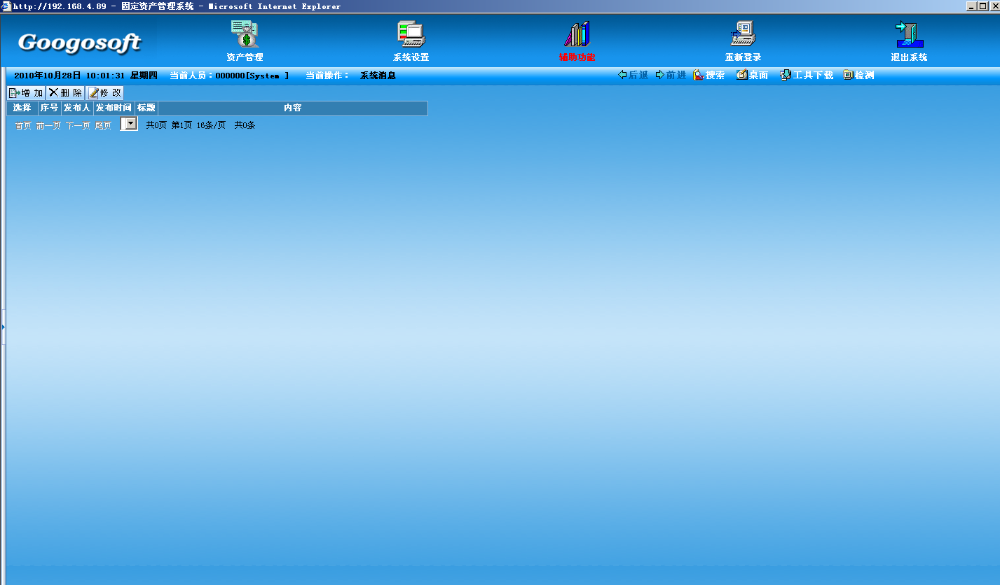 http://192.168.4.89 - 固定资产管理系统 - Microsoft Internet Explorer
Googosoft
资产管理 系统设置 辅助功能 重新登录 退出系统
2010年10月28日 10:01:31 星期四 当前人员：000000[System ] 当前操作： 系统消息 后退 前进 搜索 桌面 工具下载 检测
增 加 删 除 修 改
选择 序号 发布人 发布时间 标题 内容
首页 前一页 下一页 尾页 共0页 第1页 16条/页 共0条